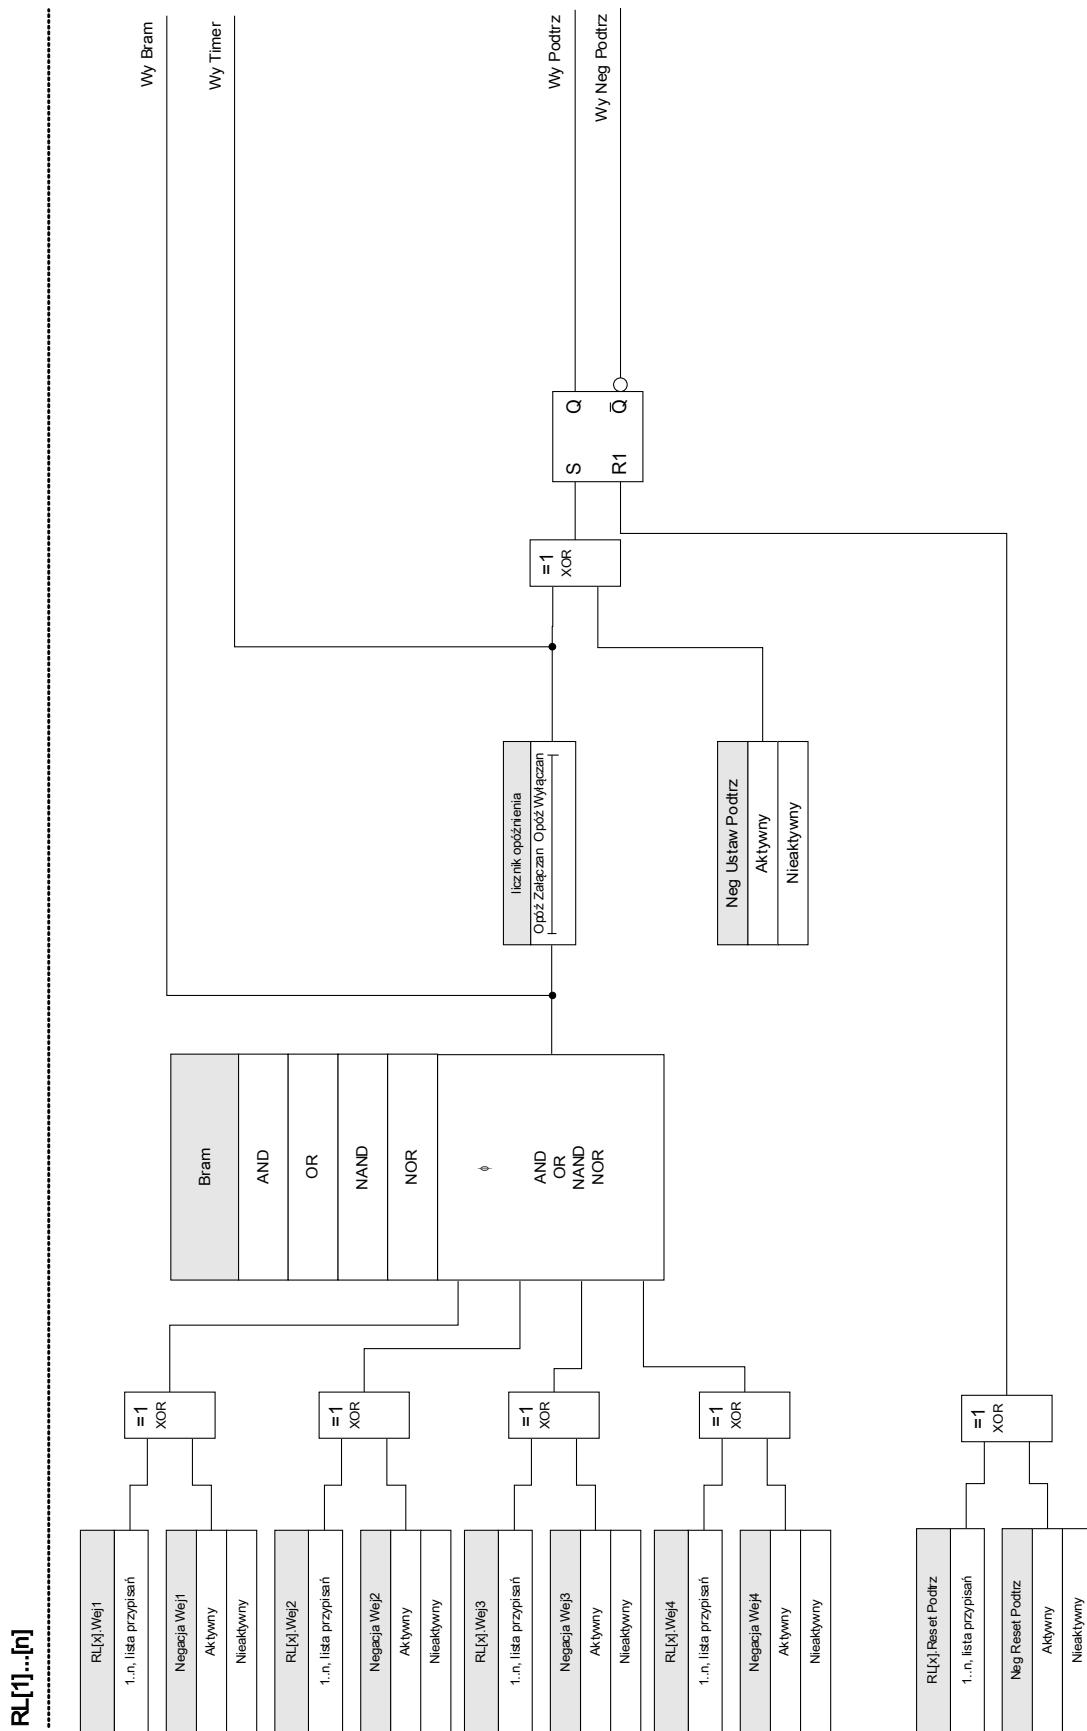 RL[1]...[n]
RL[x].Wej1
1..n, lista przypisań
Negacja Wej1
Aktywny
Nieaktywny
RL[x].Wej2
1..n, lista przypisań
Negacja Wej2
Aktywny
Nieaktywny
RL[x].Wej3
1..n, lista przypisań
Negacja Wej3
Aktywny
Nieaktywny
RL[x].Wej4
1..n, lista przypisań
Negacja Wej4
Aktywny
Nieaktywny
RL[x].Reset Podtrz
1..n, lista przypisań
Neg Reset Podtrz
Aktywny
Nieaktywny
=1
XOR
=1
XOR
=1
XOR
=1
XOR
=1
XOR
Bram
AND
OR
NAND
NOR
ϕ
AND
OR
NAND
NOR
licznik opóźnienia
Opóź Załączan Opóź Wyłączan
Neg Ustaw Podtrz
Aktywny
Nieaktywny
=1
XOR
S Q
R1 Q̅
Wy Bram
Wy Timer
Wy Podtrz
Wy Neg Podtrz